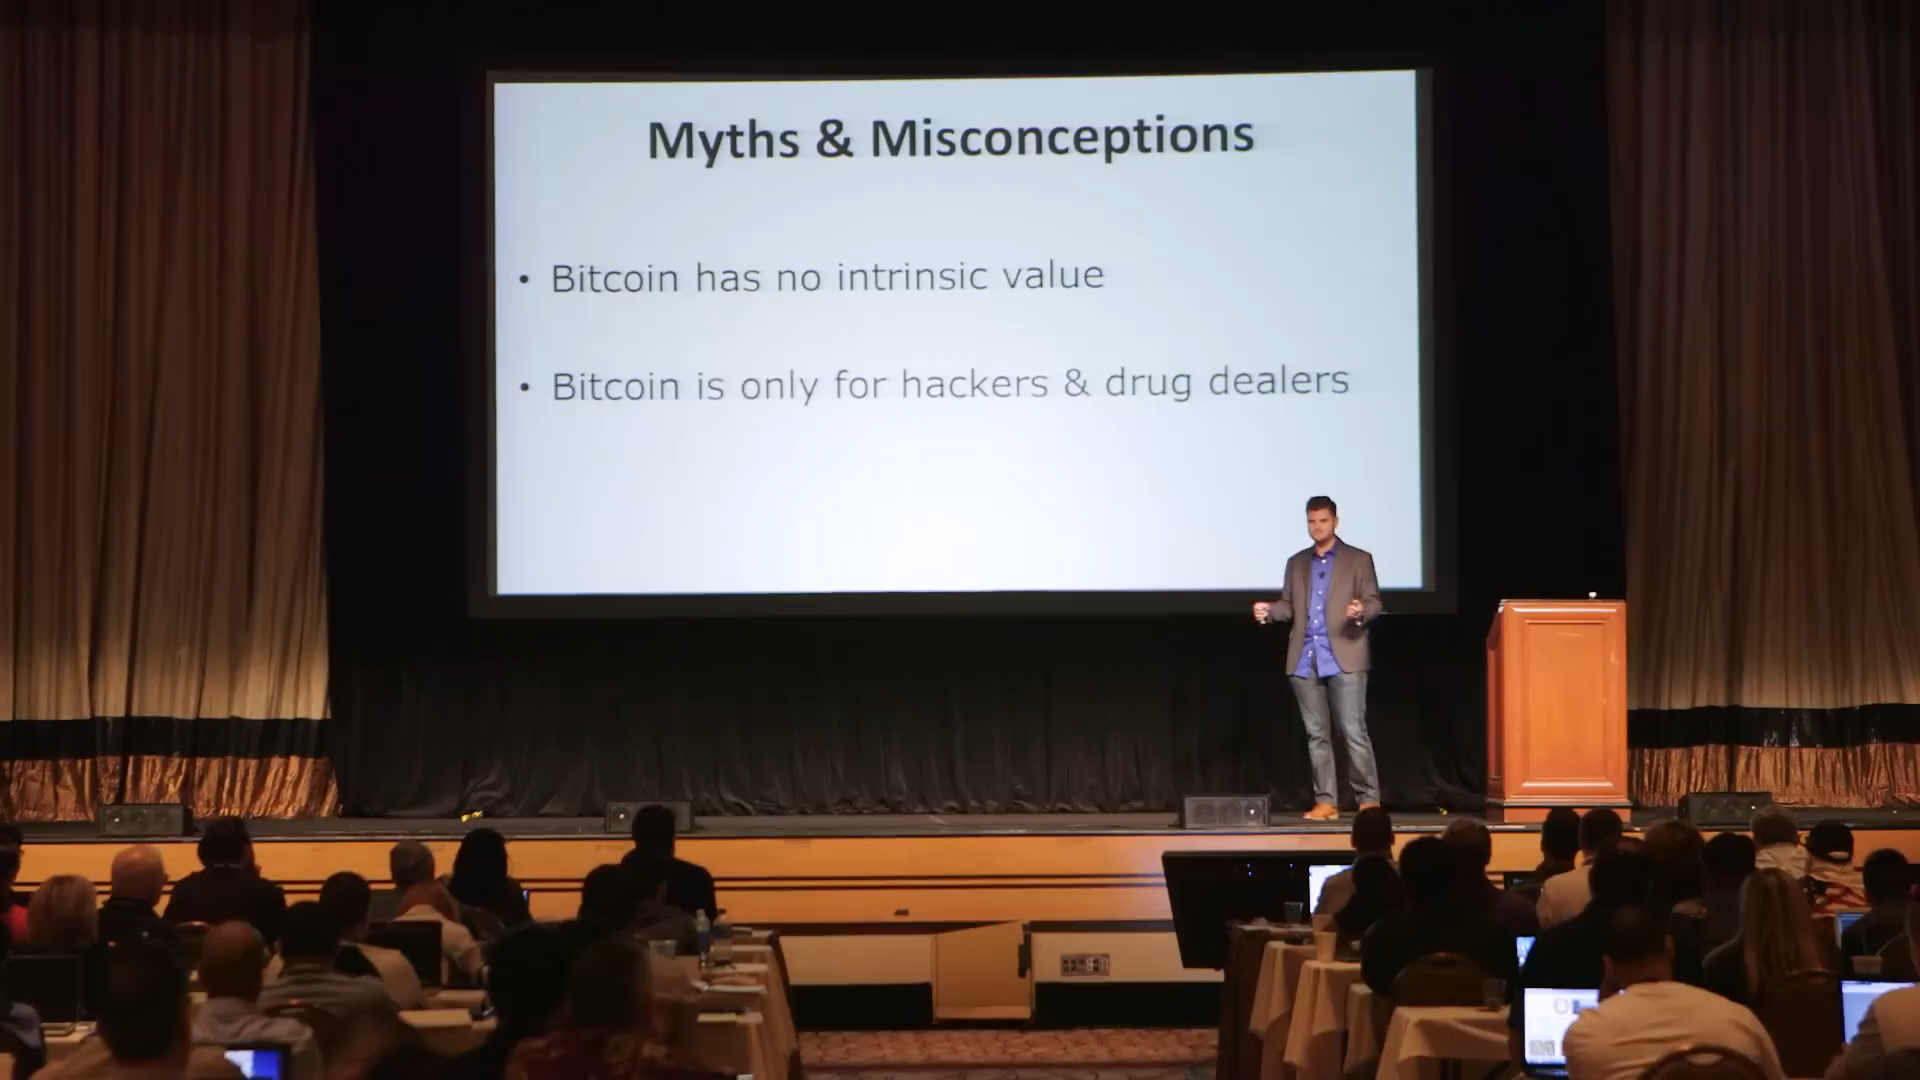 Myths & Misconceptions
• Bitcoin has no intrinsic value
• Bitcoin is only for hackers & drug dealers